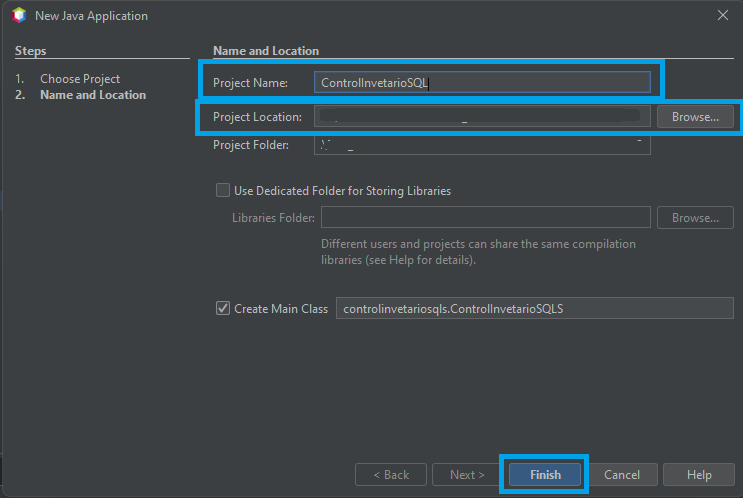 New Java Application
Steps
1. Choose Project
2. Name and Location
Name and Location
Project Name: ControlInvetarioSQL
Project Location: Browse...
Project Folder:
Use Dedicated Folder for Storing Libraries
Libraries Folder: Browse...
Different users and projects can share the same compilation
libraries (see Help for details).
Create Main Class controlinvetariosqls.ControlInvetarioSQLS
< Back Next > Finish Cancel Help